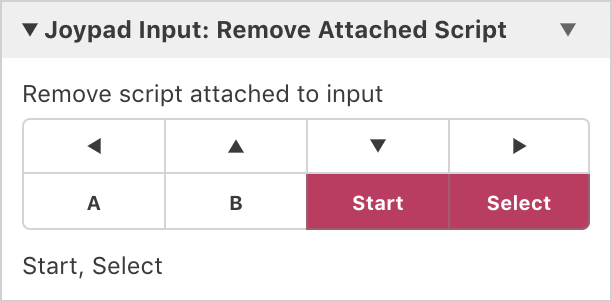 ▼ Joypad Input: Remove Attached Script ▼
Remove script attached to input
◀ ▲ ▼ ▶
A B Start Select
Start, Select